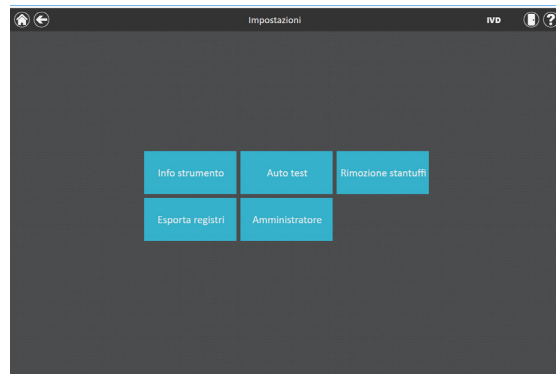 Impostazioni IVD ?
Info strumento Auto test Rimozione stantuffi
Esporta registri Amministratore